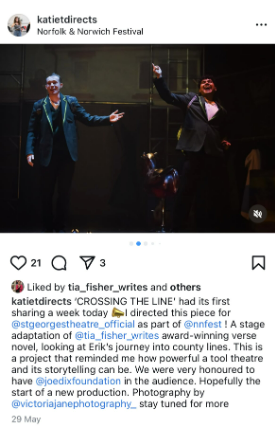 katietdirects
Norfolk & Norwich Festival
21
3
Liked by tia_fisher_writes and others
katietdirects 'CROSSING THE LINE' had its first
sharing a week today 📣I directed this piece for
@stgeorgestheatre_official as part of @nnfest ! A stage
adaptation of @tia_fisher_writes award-winning verse
novel, looking at Erik's journey into county lines. This is
a project that reminded me how powerful a tool theatre
and its storytelling can be. We were very honoured to
have @joedixfoundation in the audience. Hopefully the
start of a new production. Photography by
@victoriajanephotography_ stay tuned for more
29 May